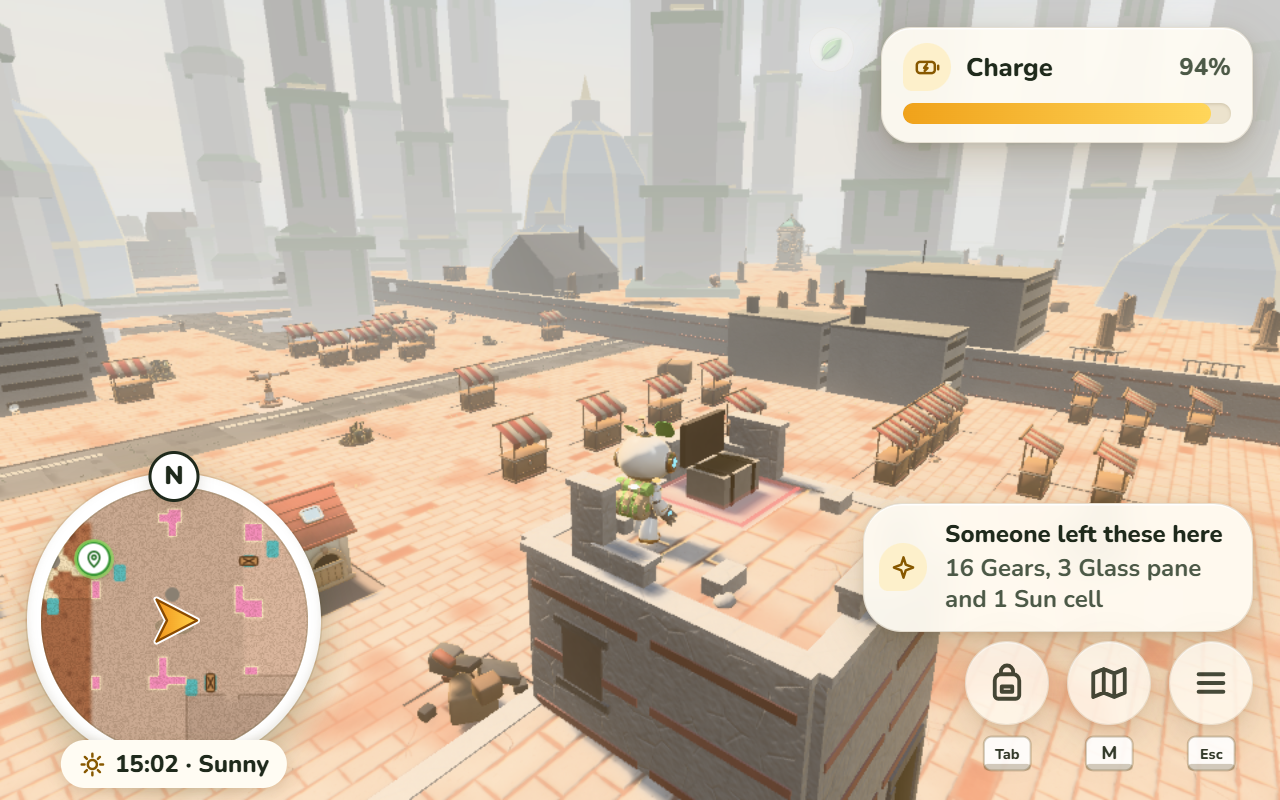 Charge 94%
N
Someone left these here
16 Gears, 3 Glass pane
and 1 Sun cell
15:02 · Sunny
Tab M Esc